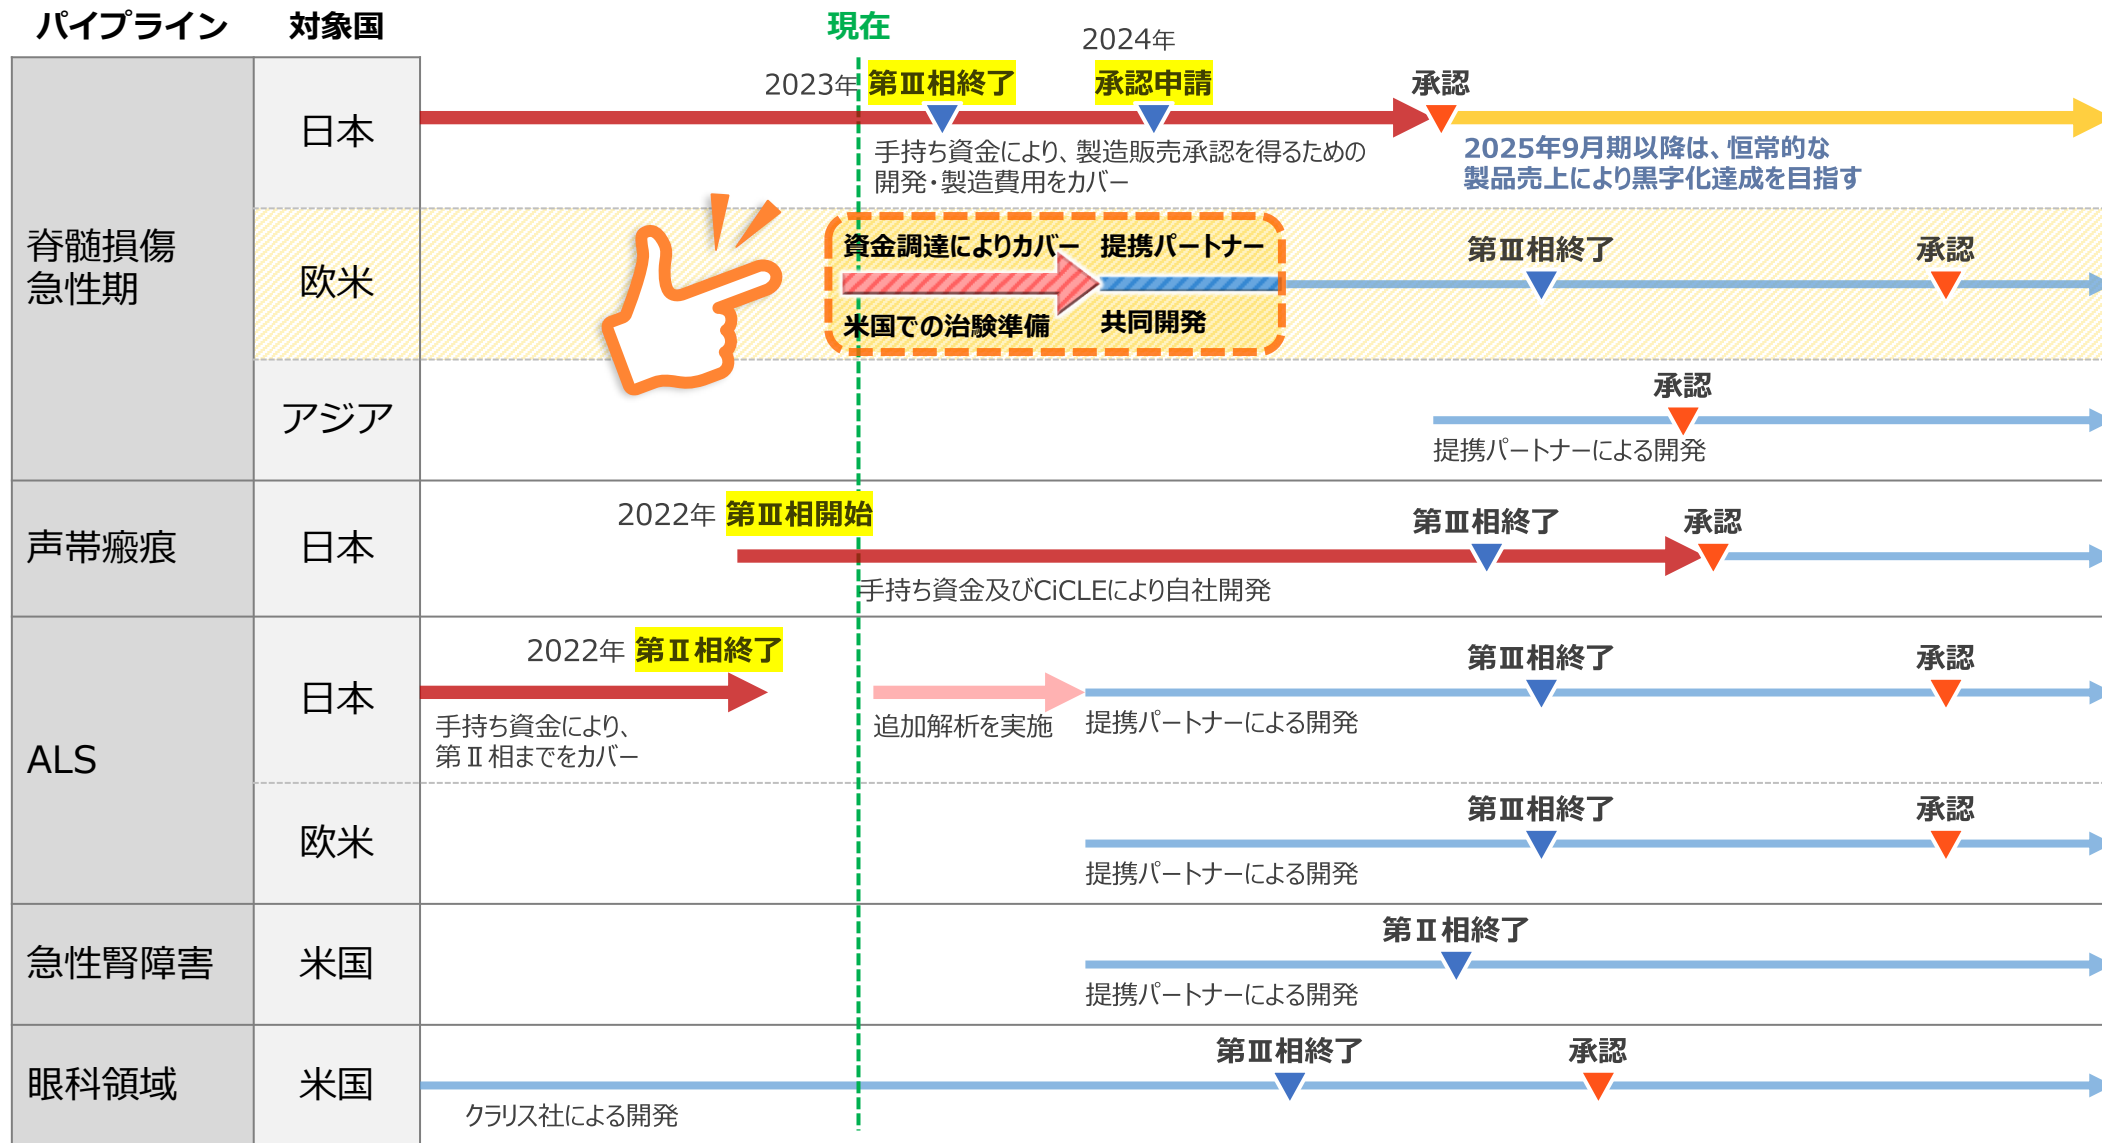 パイプライン
対象国
現在
脊髄損傷
急性期
日本
2023年
第Ⅲ相終了
2024年
承認申請
承認
手持ち資金により、製造販売承認を得るための
開発・製造費用をカバー
2025年9月期以降は、恒常的な
製品売上により黒字化達成を目指す
欧米
資金調達によりカバー
提携パートナー
米国での治験準備
共同開発
第Ⅲ相終了
承認
アジア
承認
提携パートナーによる開発
声帯瘢痕
日本
2022年
第Ⅲ相開始
第Ⅲ相終了
承認
手持ち資金及びCiCLEにより自社開発
ALS
日本
2022年
第Ⅱ相終了
第Ⅲ相終了
承認
手持ち資金により、
第Ⅱ相までをカバー
追加解析を実施
提携パートナーによる開発
欧米
第Ⅲ相終了
承認
提携パートナーによる開発
急性腎障害
米国
第Ⅱ相終了
提携パートナーによる開発
眼科領域
米国
第Ⅲ相終了
承認
クラリス社による開発